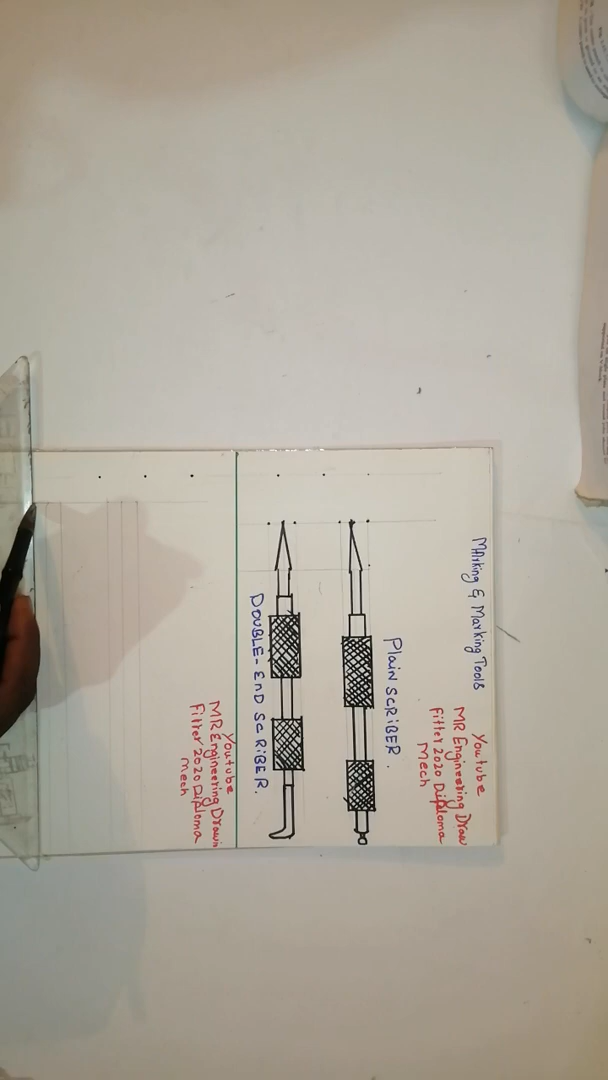 MArking & Marking Tools
Youtube
MR Engineering Draw
Fitter 2020 Diploma
Mech
Plain SCRiBER.
DOUBLE-EnD SCRiBER.
Youtube
MR Engineering Drawin
Fitter 2020 Diploma
Mech